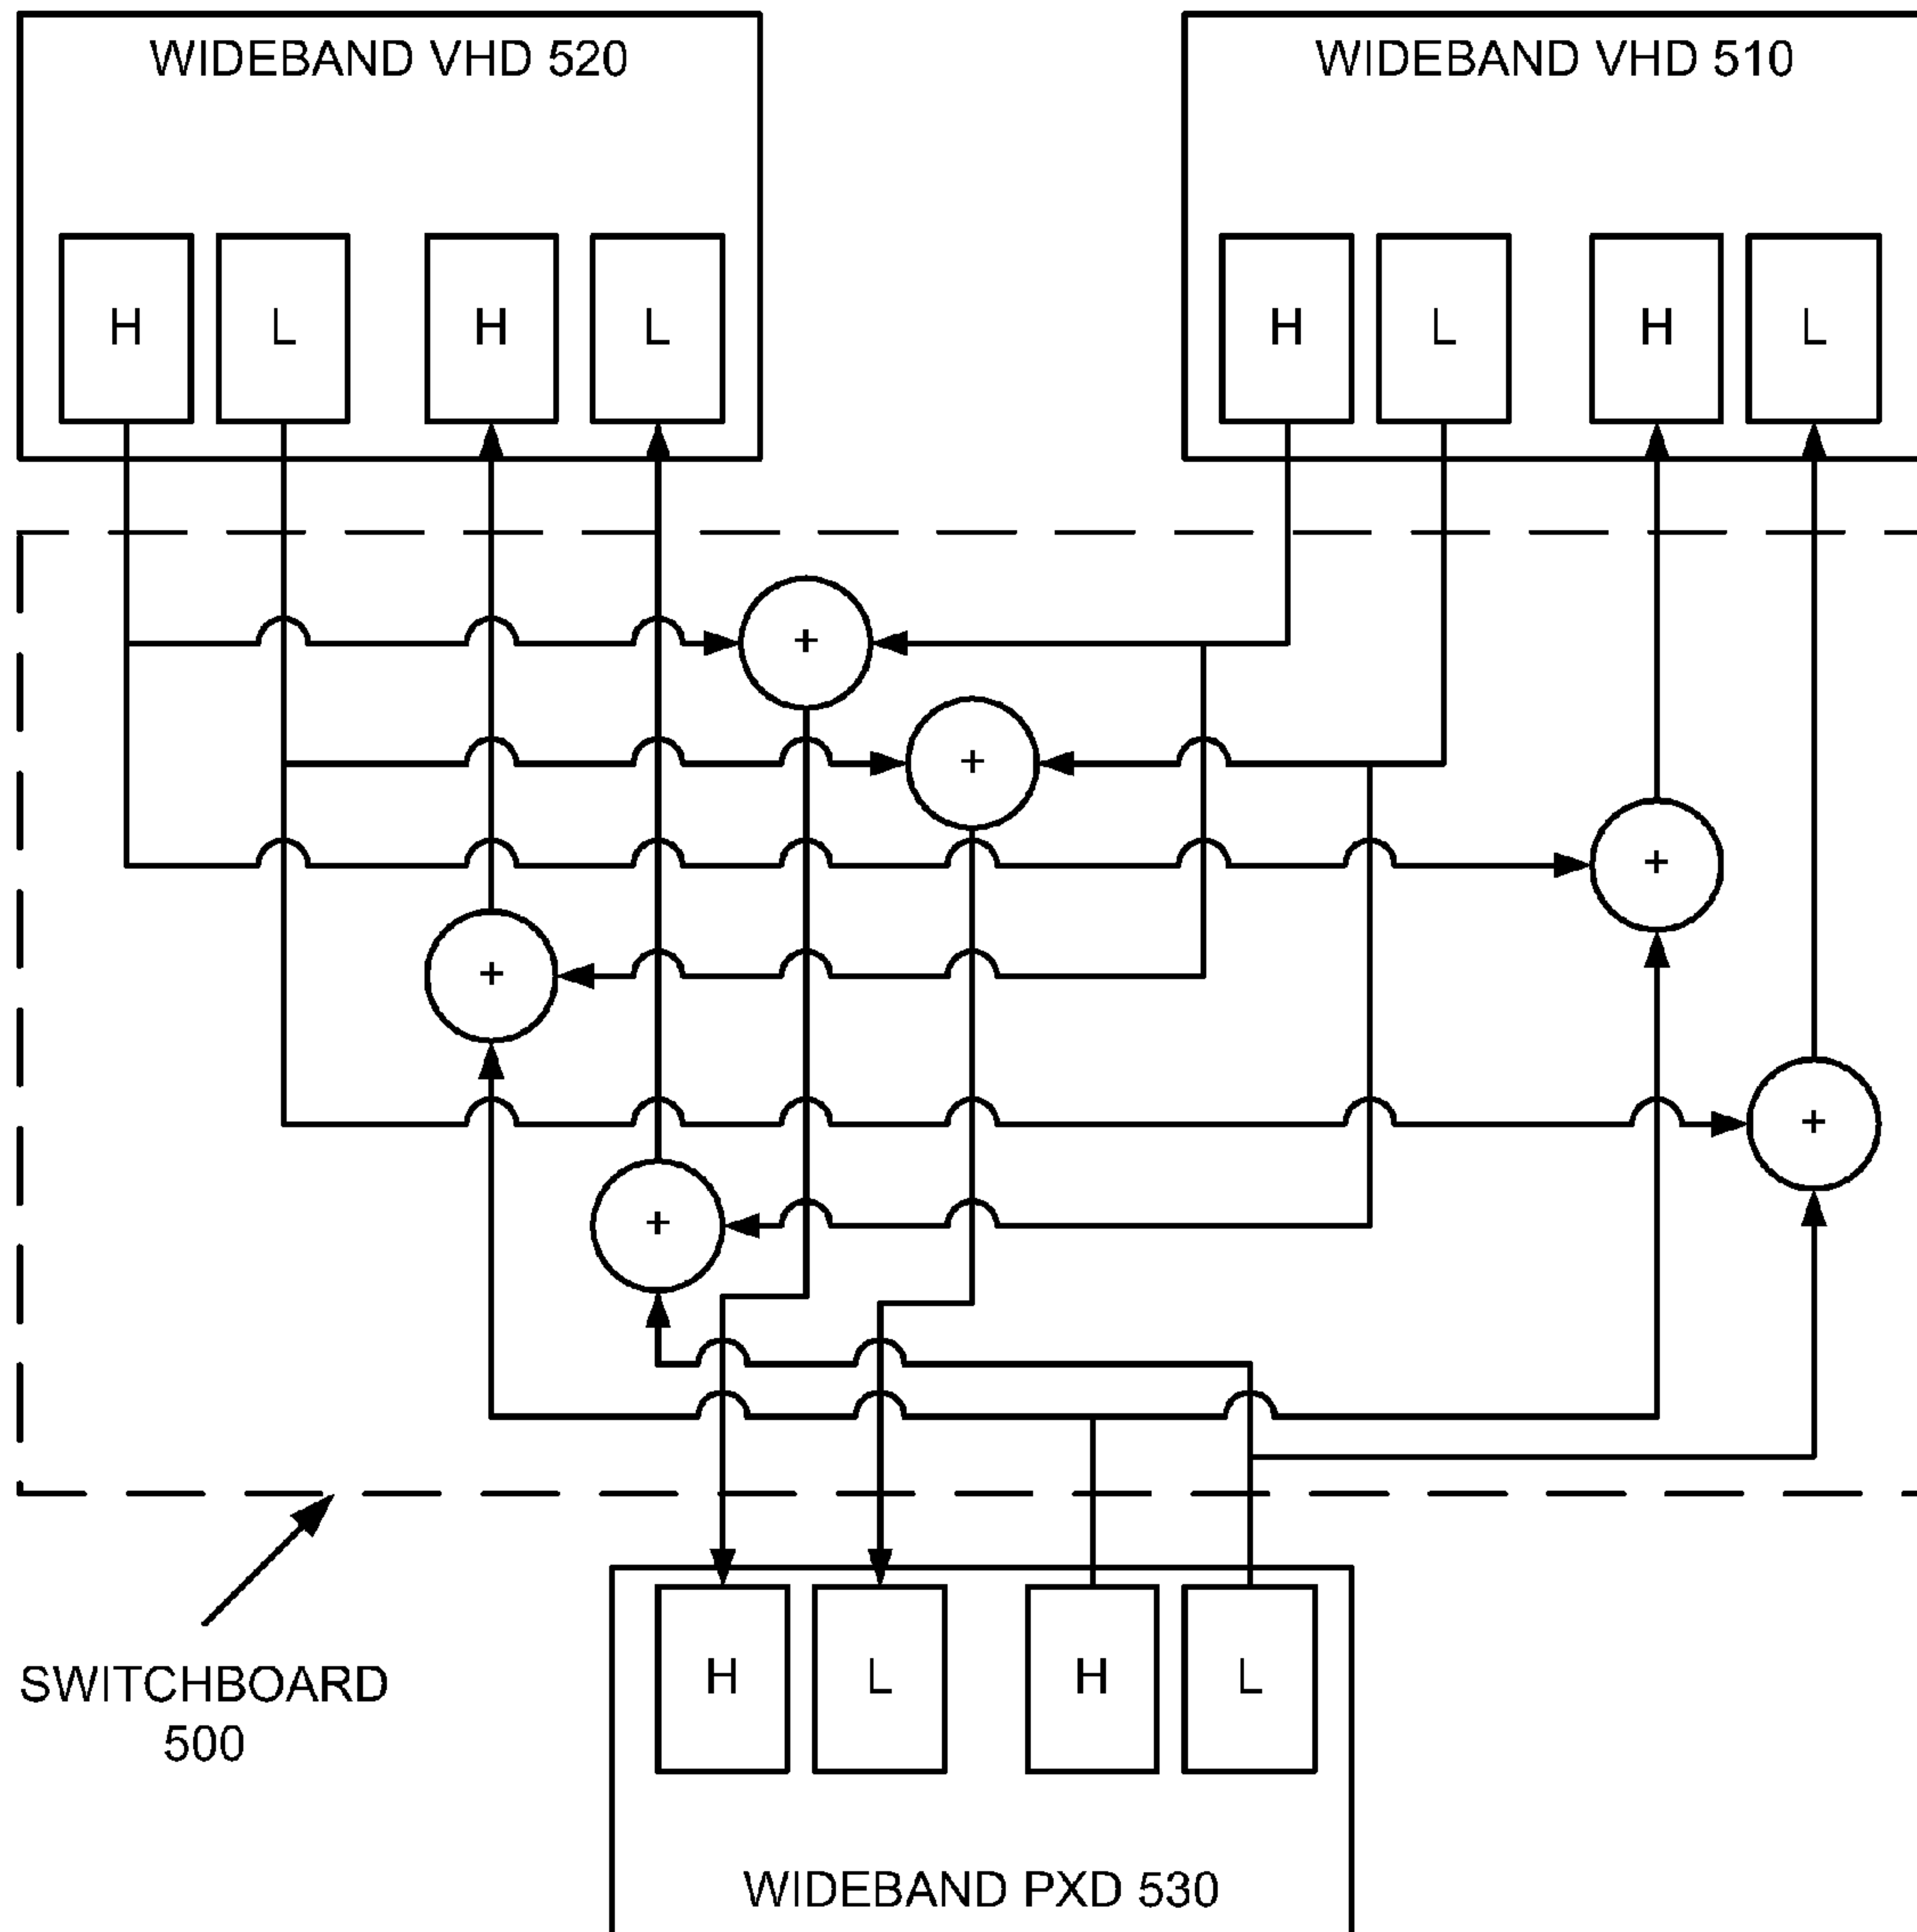 WIDEBAND VHD 520
WIDEBAND VHD 510
H L H L
H L H L
+
+
+
+
+
+
H L H L
SWITCHBOARD
500
WIDEBAND PXD 530